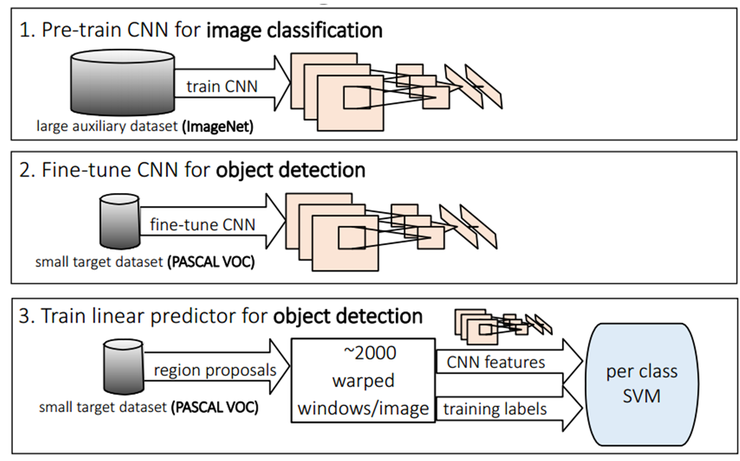 1. Pre-train CNN for image classification
train CNN
large auxiliary dataset (ImageNet)
2. Fine-tune CNN for object detection
fine-tune CNN
small target dataset (PASCAL VOC)
3. Train linear predictor for object detection
region proposals
small target dataset (PASCAL VOC)
~2000
warped
windows/image
CNN features
training labels
per class
SVM